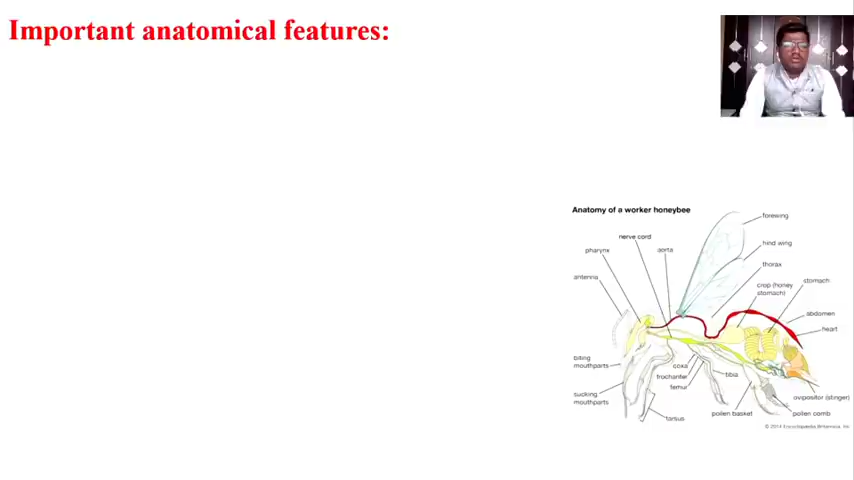 Important anatomical features:
Anatomy of a worker honeybee
forewing
nerve cord
hind wing
pharynx
aorta
thorax
antenna
crop (honey
stomach)
stomach
abdomen
heart
biting
mouthparts
coxa
trochanter
tibia
femur
sucking
mouthparts
ovipositor (stinger)
tarsus
pollen basket
pollen comb
© 2014 Encyclopædia Britannica, Inc.